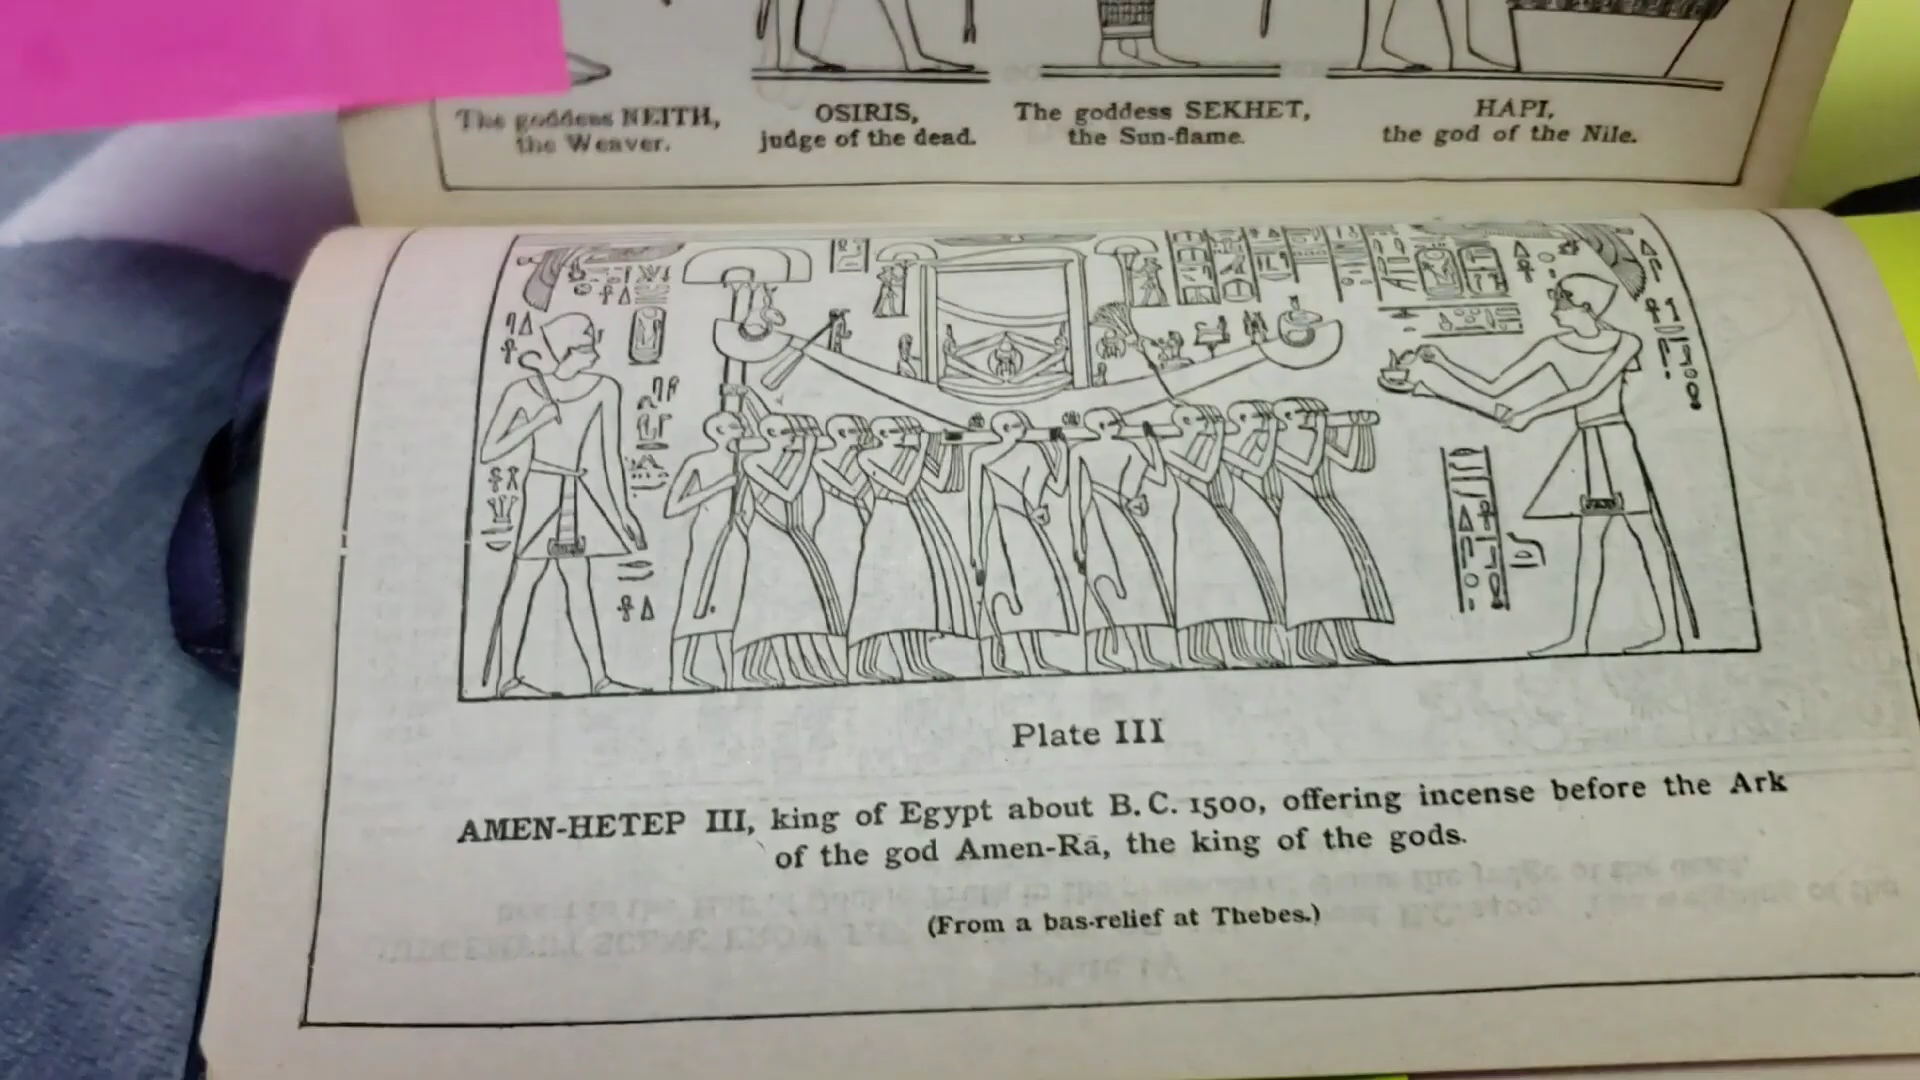 The goddess NEITH,
the Weaver.
OSIRIS,
judge of the dead.
The goddess SEKHET,
the Sun-flame.
HAPI,
the god of the Nile.
Plate III
AMEN-HETEP III, king of Egypt about B. C. 1500, offering incense before the Ark
of the god Amen-Rā, the king of the gods.
(From a bas-relief at Thebes.)